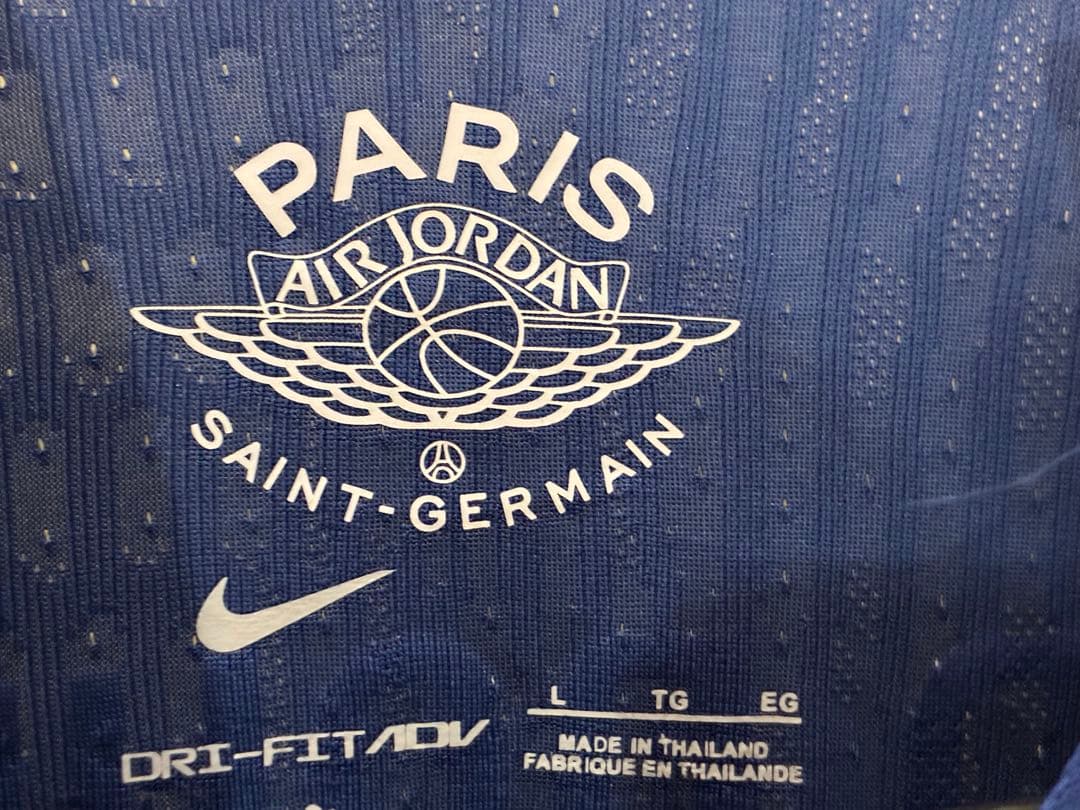 PARIS
AIR JORDAN
SAINT-GERMAIN
DRI-FIT ADV
L TG EG
MADE IN THAILAND
FABRIQUE EN THAILANDE